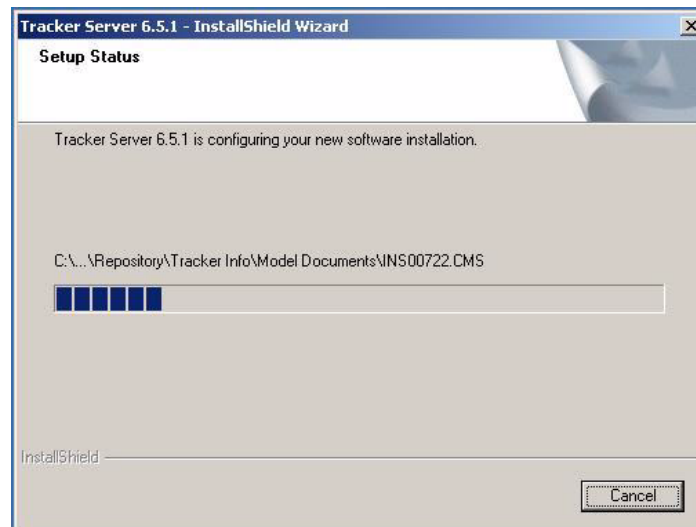 Tracker Server 6.5.1 - InstallShield Wizard
Setup Status
Tracker Server 6.5.1 is configuring your new software installation.
C:\...\Repository\Tracker Info\Model Documents\INS00722.CMS
InstallShield
Cancel